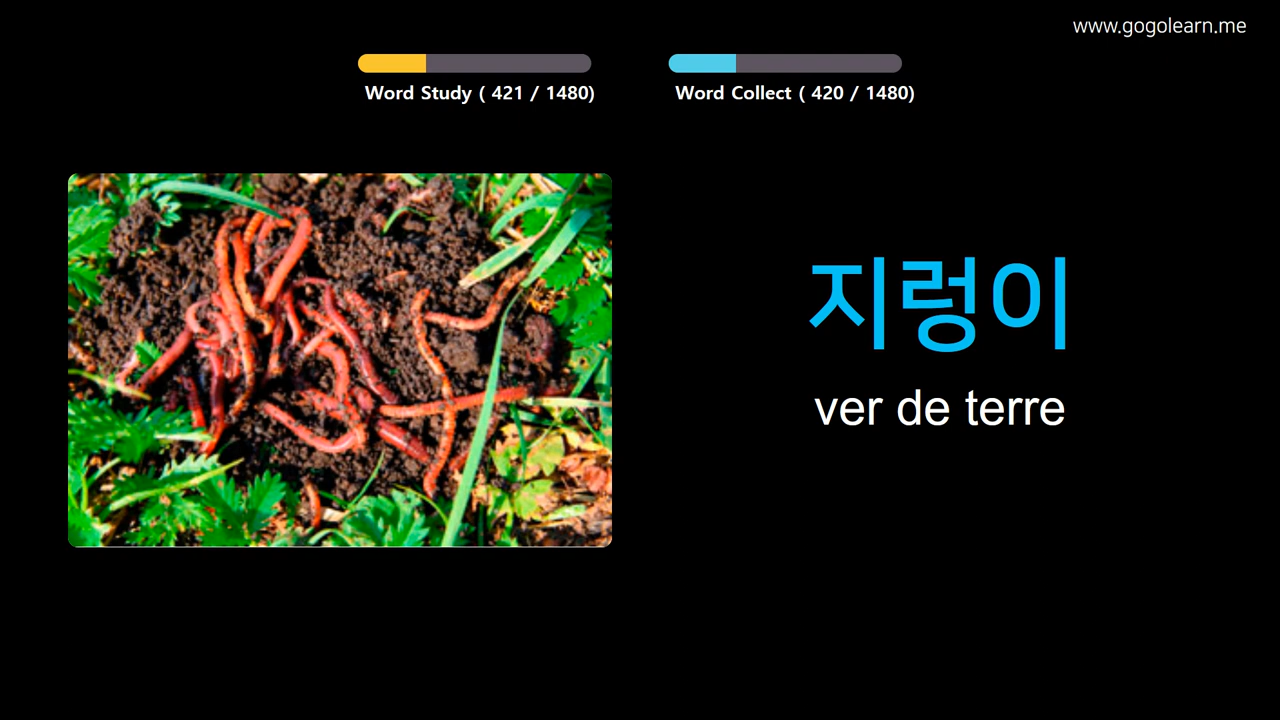 www.gogolearn.me
Word Study ( 421 / 1480)
Word Collect ( 420 / 1480)
지렁이
ver de terre